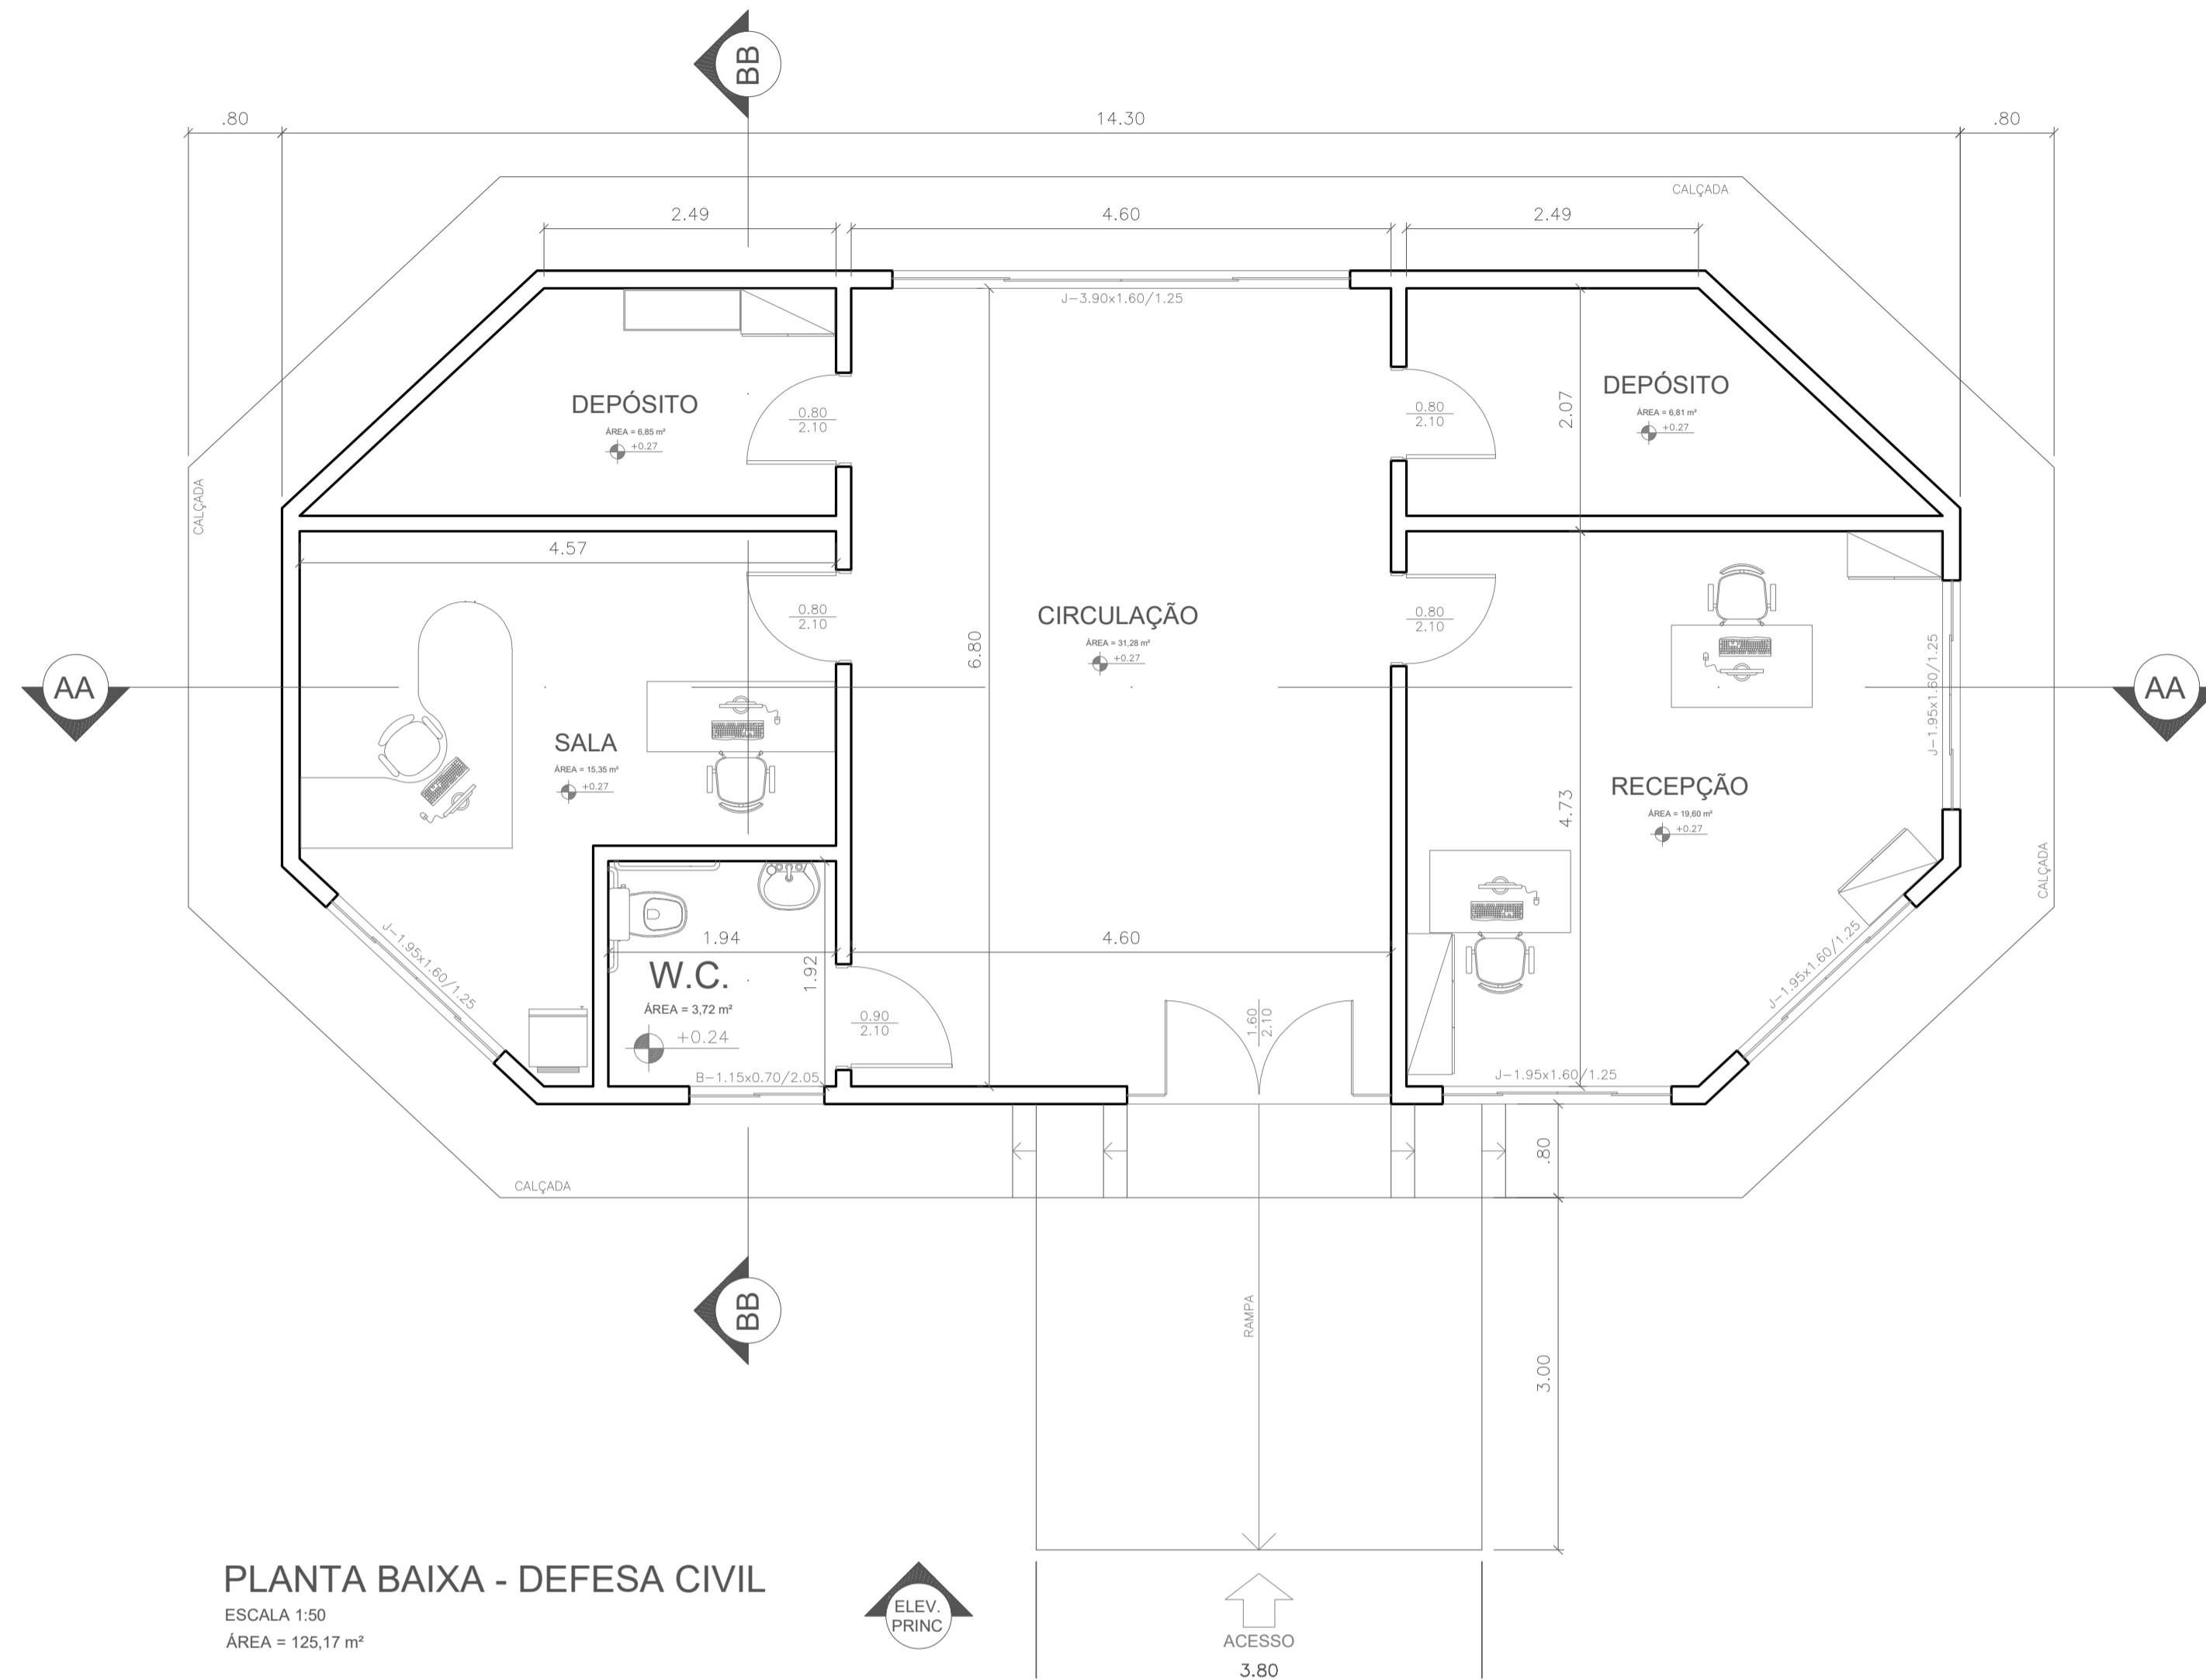 BB
.80
14.30
.80
CALÇADA
2.49
4.60
2.49
J-3.90x1.60/1.25
DEPÓSITO
ÁREA = 6,85 m²
+0.27
0.80
2.10
0.80
2.10
2.07
DEPÓSITO
ÁREA = 6,81 m²
+0.27
CALÇADA
4.57
0.80
2.10
6.80
CIRCULAÇÃO
ÁREA = 31,28 m²
+0.27
0.80
2.10
J-1.95x1.60/1.25
AA
AA
SALA
ÁREA = 15,35 m²
+0.27
4.73
RECEPÇÃO
ÁREA = 19,60 m²
+0.27
CALÇADA
J-1.95x1.60/1.25
1.94
1.92
4.60
J-1.95x1.60/1.25
W.C.
ÁREA = 3,72 m²
+0.24
0.90
2.10
1.60
2.10
B-1.15x0.70/2.05
J-1.95x1.60/1.25
.80
CALÇADA
BB
RAMPA
3.00
PLANTA BAIXA - DEFESA CIVIL
ESCALA 1:50
ÁREA = 125,17 m²
ELEV.
PRINC
ACESSO
3.80